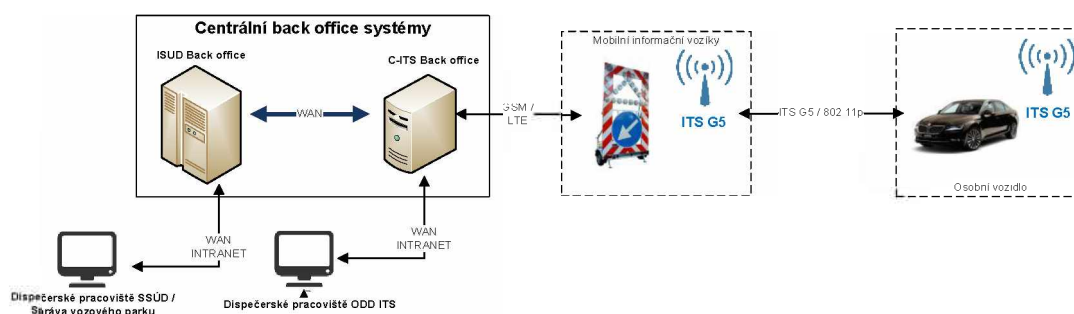 Centrální back office systémy
ISUD Back office
C-ITS Back office
WAN
GSM /
LTE
Mobilní informační vozíky
ITS G5
ITS G5 / 802 11p
ITS G5
Osobní vozidlo
WAN
INTRANET
WAN
INTRANET
Dispečerské pracoviště SSÚD /
Správa vozového parku
Dispečerské pracoviště ODD ITS